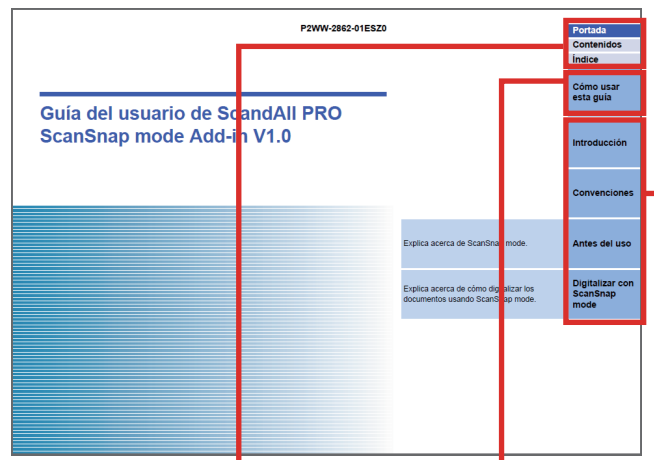 P2WW-2862-01ESZ0
Portada
Contenidos
Índice
Cómo usar
esta guía
Guía del usuario de ScandAll PRO
ScanSnap mode Add-in V1.0
Introducción
Convenciones
Explica acerca de ScanSnap mode.
Antes del uso
Explica acerca de cómo digitalizar los
documentos usando ScanSnap mode.
Digitalizar con
ScanSnap
mode